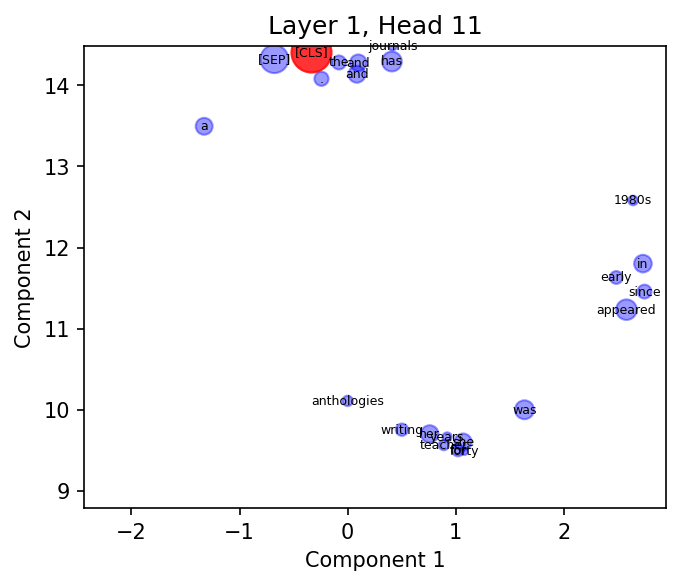 Layer 1, Head 11
journals
[CLS]
[SEP]
the
and
has
and
.
a
1980s
in
early
since
appeared
anthologies
was
writing
her
years
she
teacher
forty
Component 2
14
13
12
11
10
9
−2
−1
0
1
2
Component 1